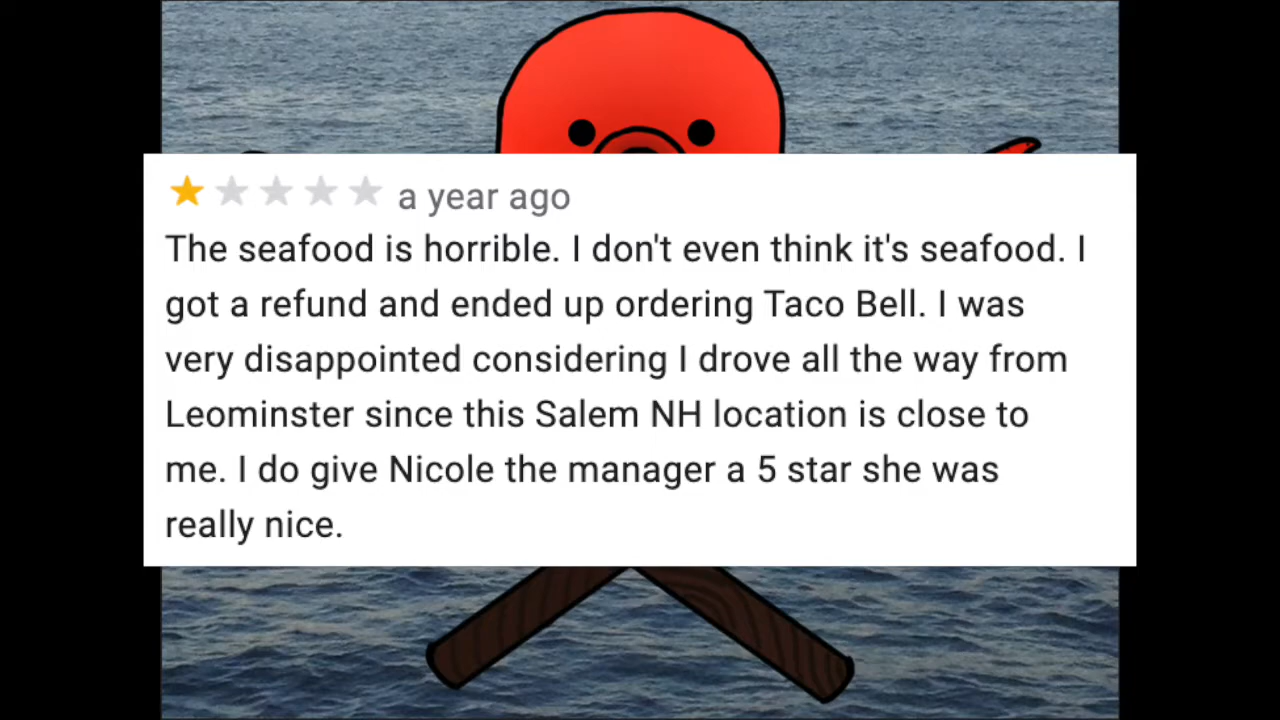 a year ago
The seafood is horrible. I don't even think it's seafood. I
got a refund and ended up ordering Taco Bell. I was
very disappointed considering I drove all the way from
Leominster since this Salem NH location is close to
me. I do give Nicole the manager a 5 star she was
really nice.